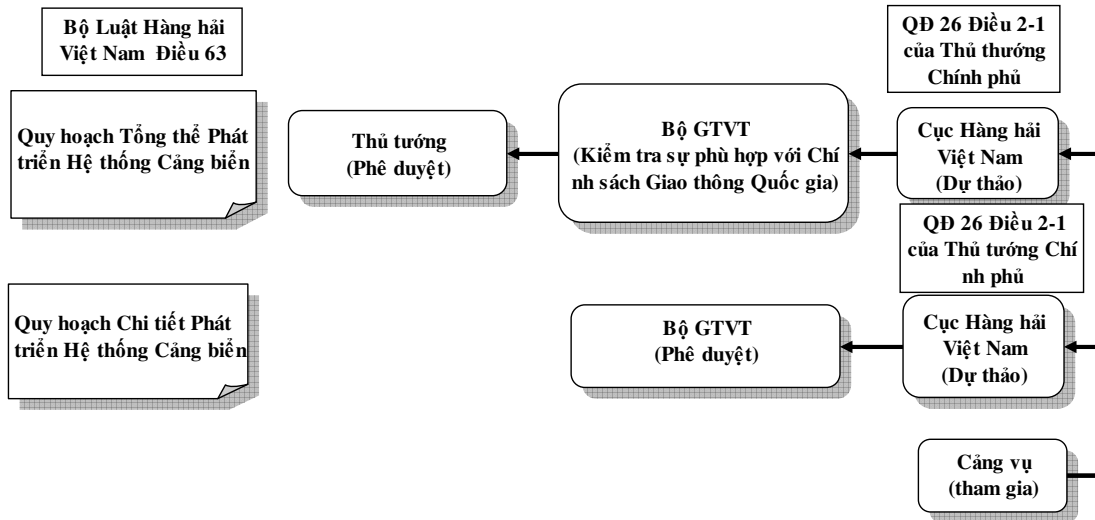 Bộ Luật Hàng hải
Việt Nam Điều 63
QĐ 26 Điều 2-1
của Thủ thướng
Chính phủ
Quy hoạch Tổng thể Phát
triển Hệ thống Cảng biển
Thủ tướng
(Phê duyệt)
Bộ GTVT
(Kiểm tra sự phù hợp với Chí
nh sách Giao thông Quốc gia)
Cục Hàng hải
Việt Nam
(Dự thảo)
QĐ 26 Điều 2-1
của Thủ tướng Chí
nh phủ
Quy hoạch Chi tiết Phát
triển Hệ thống Cảng biển
Bộ GTVT
(Phê duyệt)
Cục Hàng hải
Việt Nam
(Dự thảo)
Cảng vụ
(tham gia)